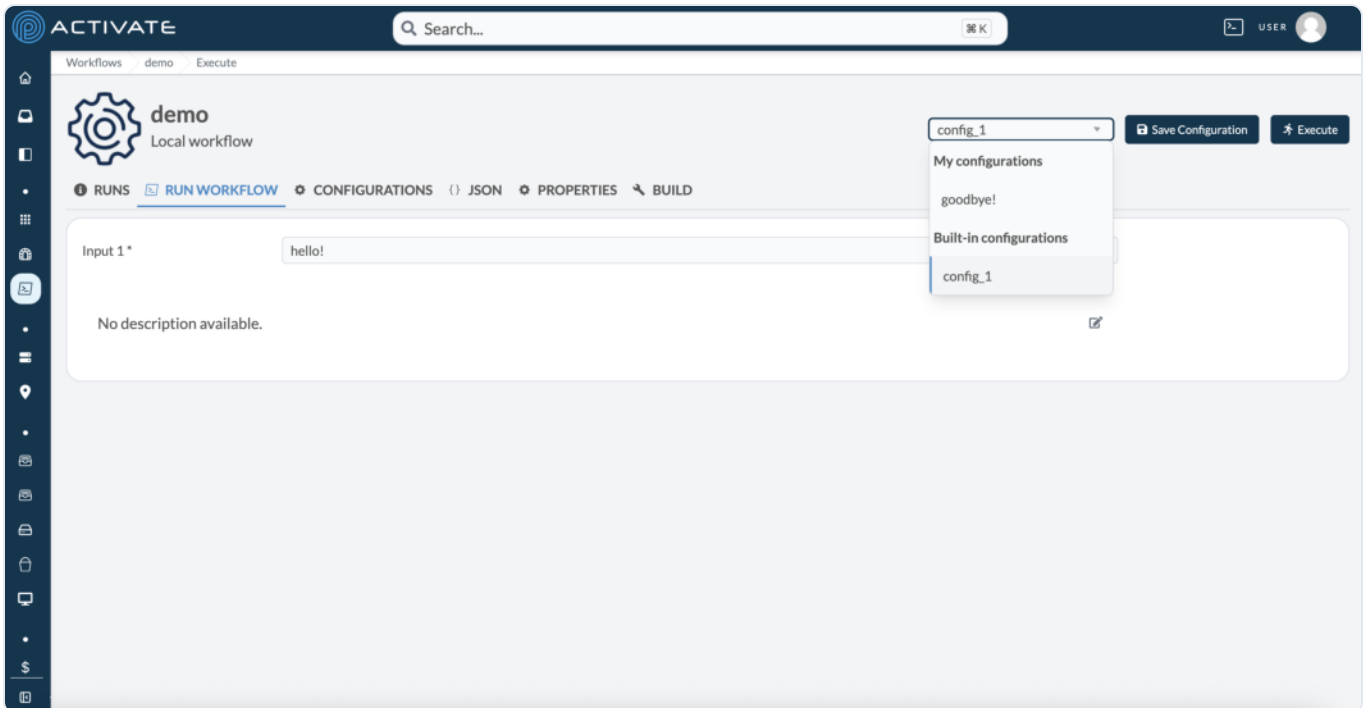 ACTIVATE
Search...
⌘ K
USER
Workflows demo Execute
demo
Local workflow
config_1
Save Configuration
Execute
My configurations
goodbye!
Built-in configurations
config_1
RUNS RUN WORKFLOW CONFIGURATIONS {} JSON PROPERTIES BUILD
Input 1 *
hello!
No description available.
$